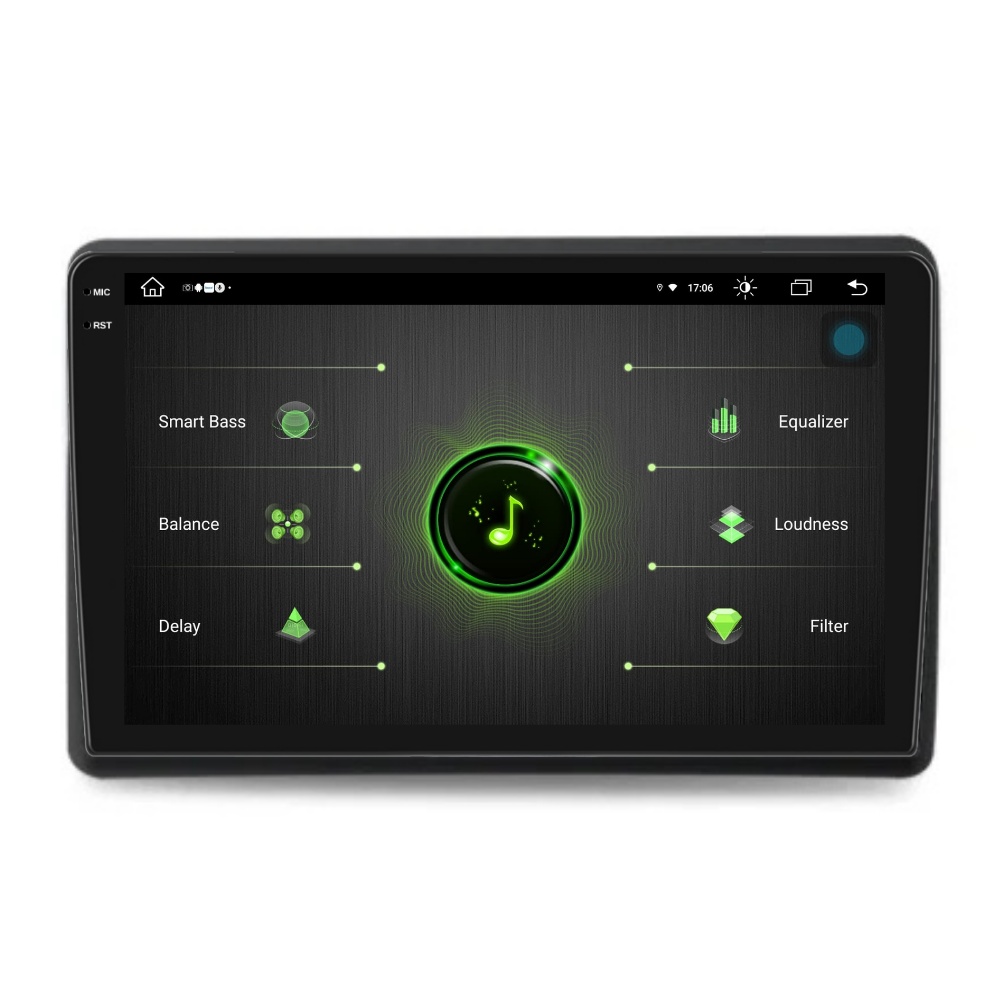 MIC
17:06
RST
Smart Bass
Equalizer
Balance
Loudness
Delay
Filter